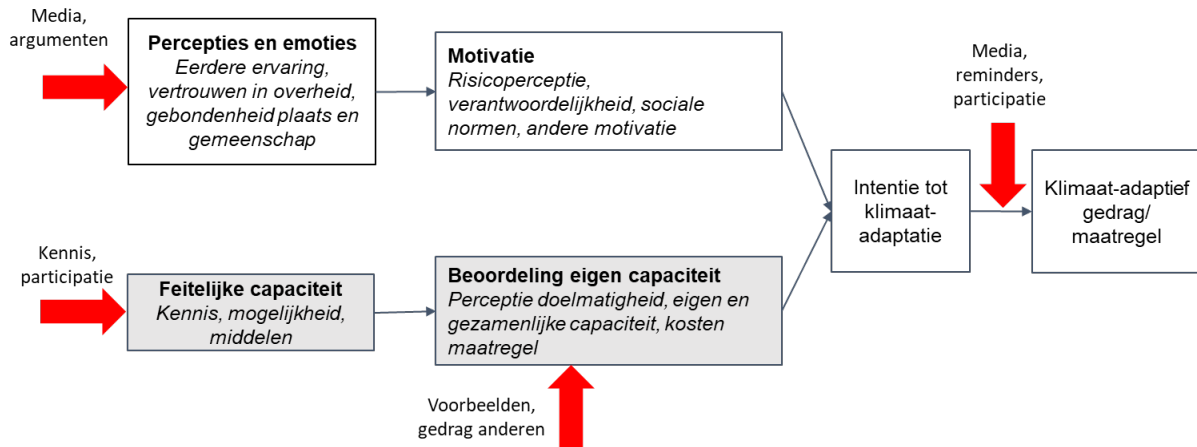 Media,
argumenten
Percepties en emoties
Eerdere ervaring,
vertrouwen in overheid,
gebondenheid plaats en
gemeenschap
Motivatie
Risicoperceptie,
verantwoordelijkheid, sociale
normen, andere motivatie
Media,
reminders,
participatie
Intentie tot
klimaat-
adaptatie
Klimaat-adaptief
gedrag/
maatregel
Kennis,
participatie
Feitelijke capaciteit
Kennis, mogelijkheid,
middelen
Beoordeling eigen capaciteit
Perceptie doelmatigheid, eigen en
gezamenlijke capaciteit, kosten
maatregel
Voorbeelden,
gedrag anderen